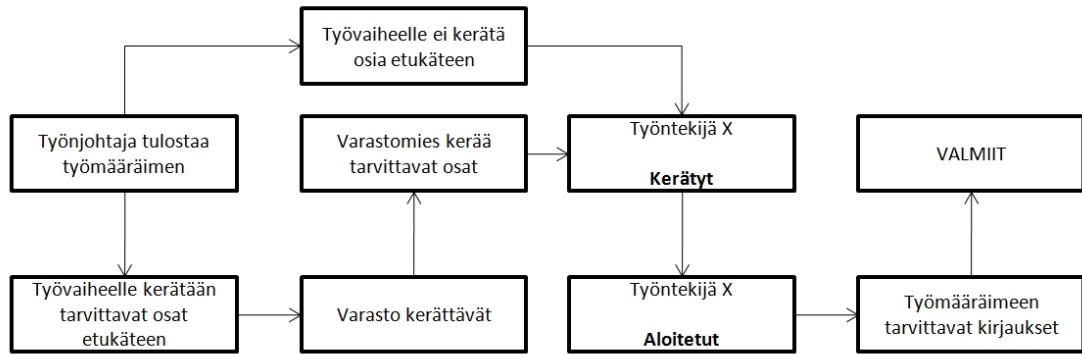 Työvaiheelle ei kerätä
osia etukäteen
Työnjohtaja tulostaa
työmääräimen
Varastomies kerää
tarvittavat osat
Työntekijä X
Kerätyt
VALMIIT
Työvaiheelle kerätään
tarvittavat osat
etukäteen
Varasto kerättävät
Työntekijä X
Aloitetut
Työmääräimeen
tarvittavat kirjaukset